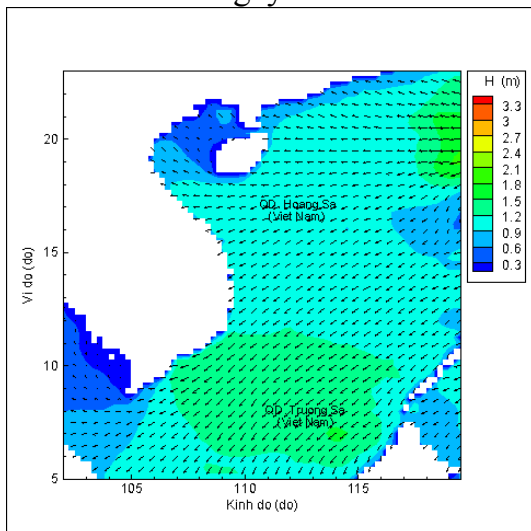 H (m)
3.3
3
2.7
2.4
2.1
1.8
1.5
1.2
0.9
0.6
0.3
20
15
10
5
105
110
115
Vi do (do)
Kinh do (do)
QD. Hoang Sa
(Viet Nam)
QD. Truong Sa
(Viet Nam)